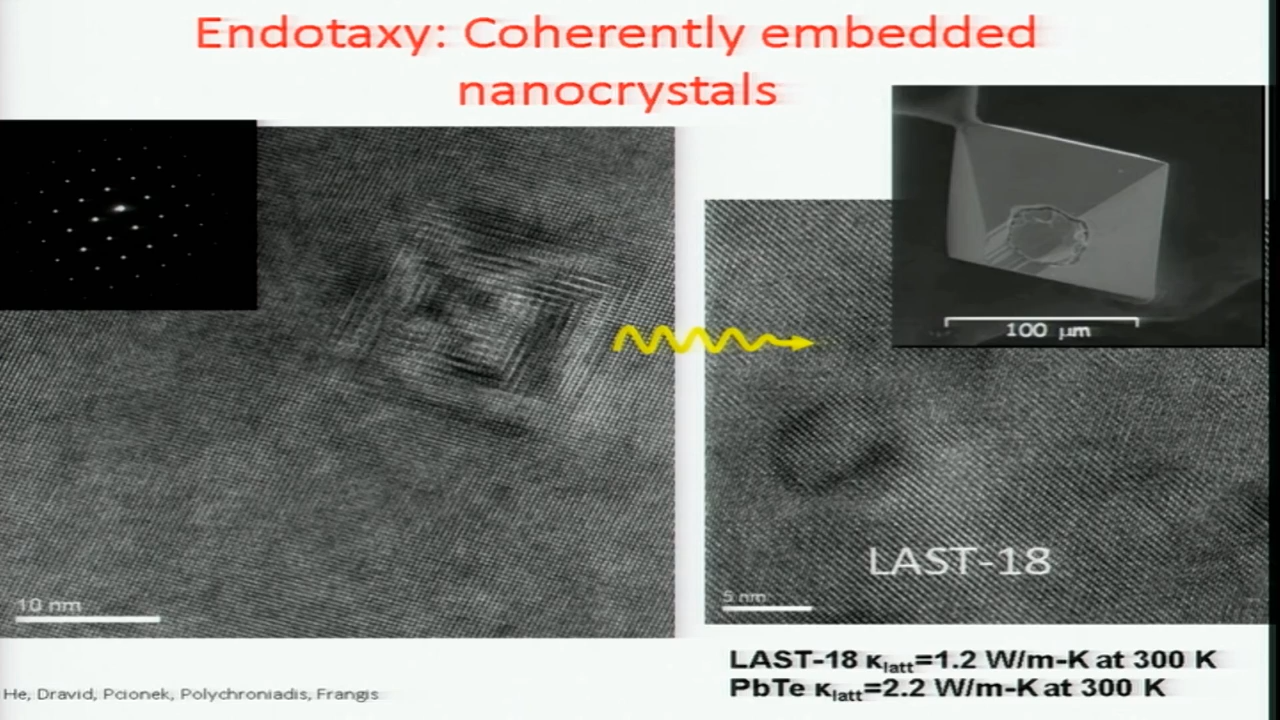 Endotaxy: Coherently embedded
nanocrystals
100 µm
10 nm
LAST-18
5 nm
LAST-18 κlatt=1.2 W/m-K at 300 K
PbTe κlatt=2.2 W/m-K at 300 K
He, Dravid, Pcionek, Polychroniadis, Frangis